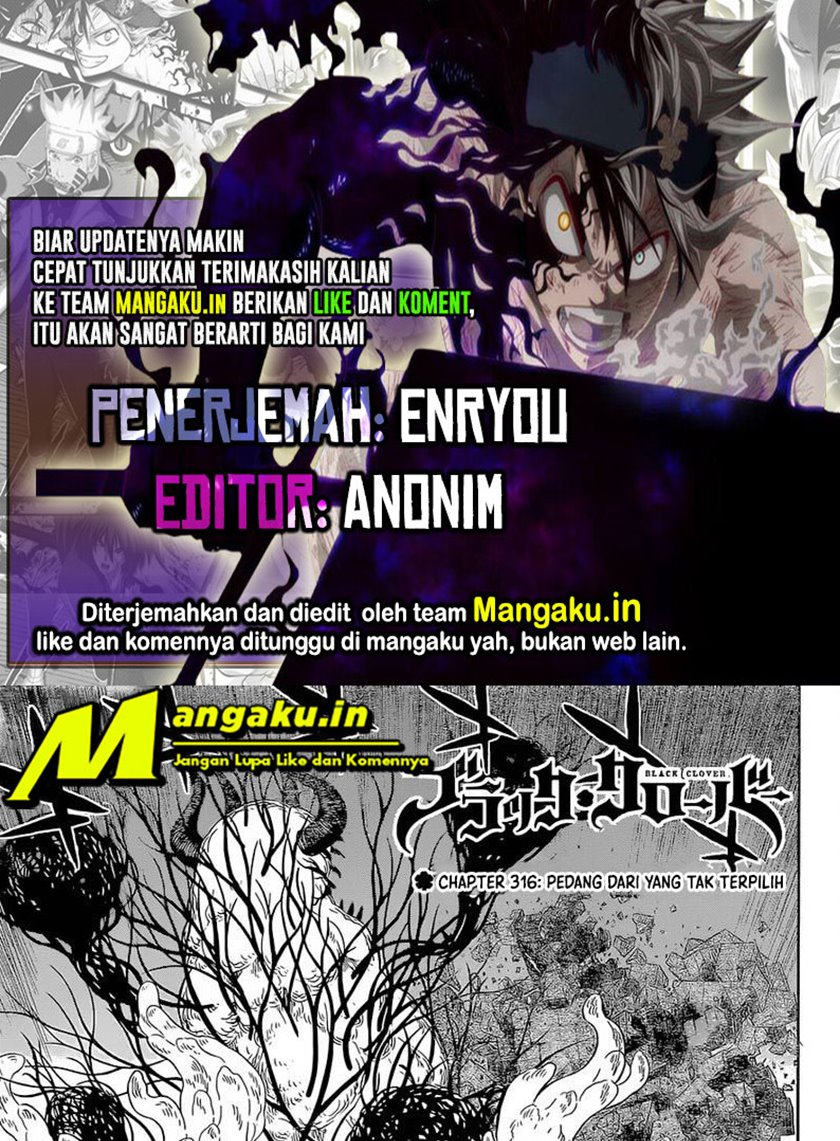 BIAR UPDATENYA MAKIN
CEPAT TUNJUKKAN TERIMAKASIH KALIAN
KE TEAM MANGAKU.IN BERIKAN LIKE DAN KOMENT,
ITU AKAN SANGAT BERARTI BAGI KAMI
PENERJEMAH: ENRYOU
EDITOR: ANONIM
Diterjemahkan dan diedit oleh team Mangaku.in
like dan komennya ditunggu di mangaku yah, bukan web lain.
Mangaku.in
Jangan Lupa Like dan Komennya
BLACK CLOVER
ブラッククローバー
CHAPTER 316: PEDANG DARI YANG TAK TERPILIH